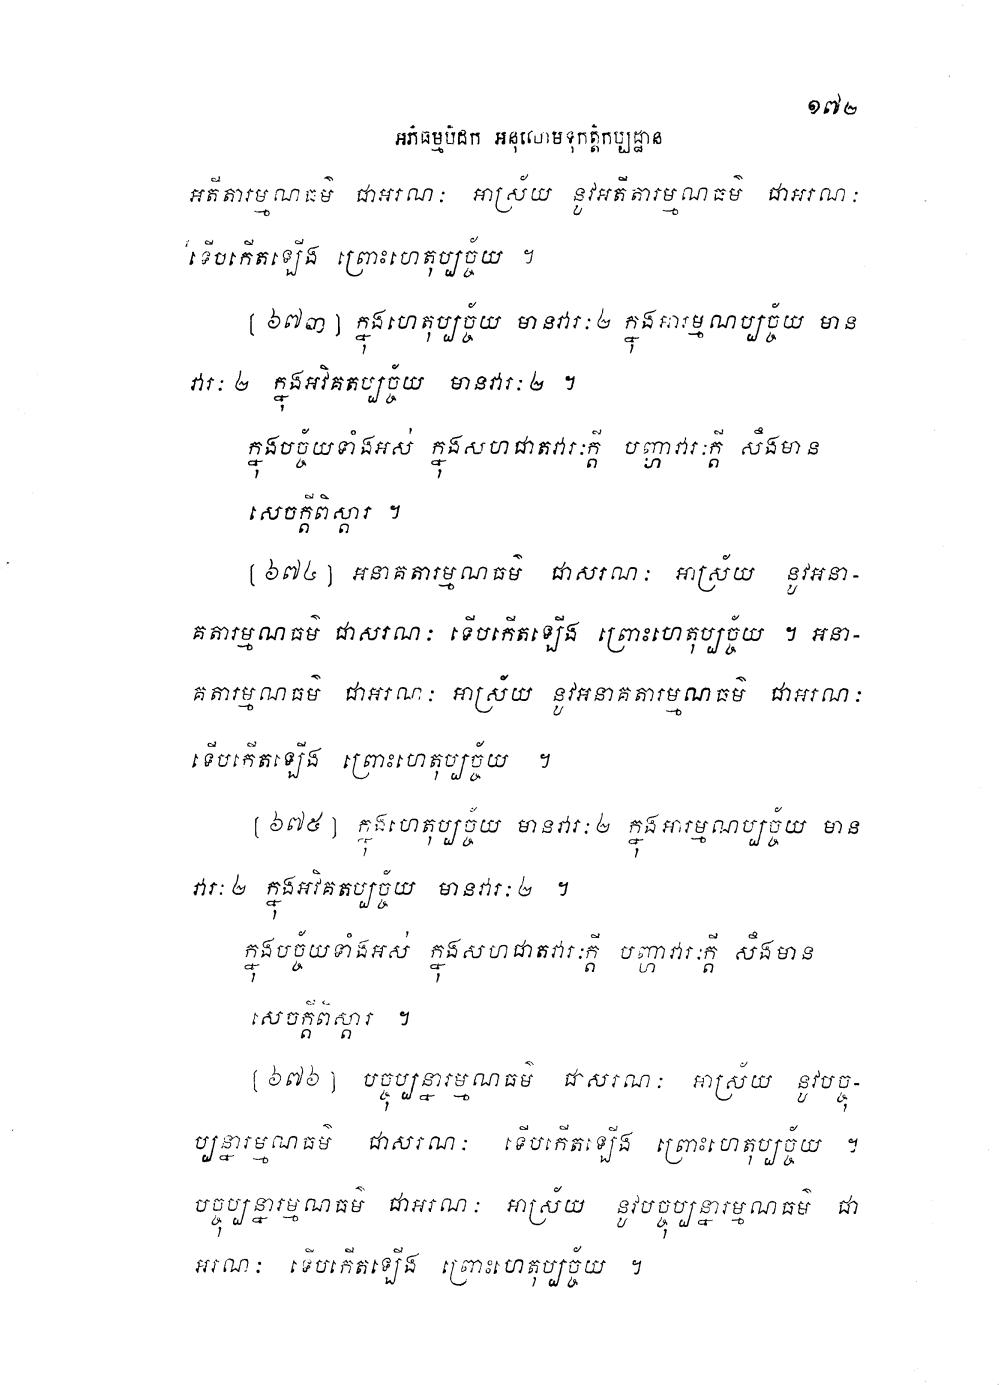 ១៧២
អភិធម្មបិដក អនុលោមទុកត្តិកប្បដ្ឋាន
អតីតារម្មណធម៌ ជាអរណៈ អាស្រ័យ នូវអតីតារម្មណធម៌ ជាអរណៈ
ទើបកើតឡើង ព្រោះហេតុប្បច្ច័យ ។
[ ៦៧៣ ] ក្នុងហេតុប្បច្ច័យ មានវារៈ ២ ក្នុងអារម្មណប្បច្ច័យ មាន
វារៈ ២ ក្នុងអវិគតប្បច្ច័យ មានវារៈ ២ ។
ក្នុងបច្ច័យទាំងអស់ ក្នុងសហជាតវារៈក្តី បញ្ហាវារៈក្តី សឹងមាន
សេចក្តីពិស្តារ ។
[ ៦៧៤ ] អនាគតារម្មណធម៌ ជាសរណៈ អាស្រ័យ នូវអនា-
គតារម្មណធម៌ ជាសរណៈ ទើបកើតឡើង ព្រោះហេតុប្បច្ច័យ ។ អនា-
គតារម្មណធម៌ ជាអរណៈ អាស្រ័យ នូវអនាគតារម្មណធម៌ ជាអរណៈ
ទើបកើតឡើង ព្រោះហេតុប្បច្ច័យ ។
[ ៦៧៥ ] ក្នុងហេតុប្បច្ច័យ មានវារៈ ២ ក្នុងអារម្មណប្បច្ច័យ មាន
វារៈ ២ ក្នុងអវិគតប្បច្ច័យ មានវារៈ ២ ។
ក្នុងបច្ច័យទាំងអស់ ក្នុងសហជាតវារៈក្តី បញ្ហាវារៈក្តី សឹងមាន
សេចក្តីពិស្តារ ។
[ ៦៧៦ ] បច្ចុប្បន្នារម្មណធម៌ ជាសរណៈ អាស្រ័យ នូវបច្ចុ-
ប្បន្នារម្មណធម៌ ជាសរណៈ ទើបកើតឡើង ព្រោះហេតុប្បច្ច័យ ។
បច្ចុប្បន្នារម្មណធម៌ ជាអរណៈ អាស្រ័យ នូវបច្ចុប្បន្នារម្មណធម៌ ជា
អរណៈ ទើបកើតឡើង ព្រោះហេតុប្បច្ច័យ ។